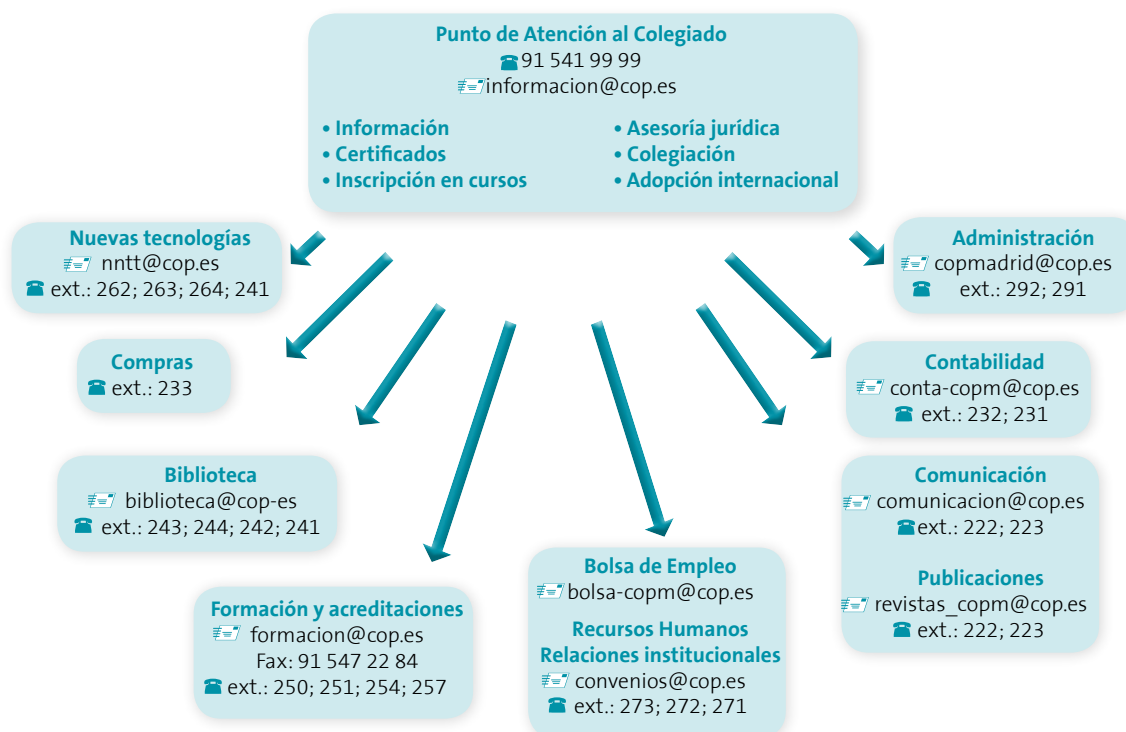 Punto de Atención al Colegiado
91 541 99 99
informacion@cop.es
• Información
• Certificados
• Inscripción en cursos
• Asesoría jurídica
• Colegiación
• Adopción internacional
Nuevas tecnologías
nntt@cop.es
ext.: 262; 263; 264; 241
Administración
copmadrid@cop.es
ext.: 292; 291
Compras
ext.: 233
Contabilidad
conta-copm@cop.es
ext.: 232; 231
Biblioteca
biblioteca@cop-es
ext.: 243; 244; 242; 241
Comunicación
comunicacion@cop.es
ext.: 222; 223
Publicaciones
revistas_copm@cop.es
ext.: 222; 223
Formación y acreditaciones
formacion@cop.es
Fax: 91 547 22 84
ext.: 250; 251; 254; 257
Bolsa de Empleo
bolsa-copm@cop.es
Recursos Humanos
Relaciones institucionales
convenios@cop.es
ext.: 273; 272; 271